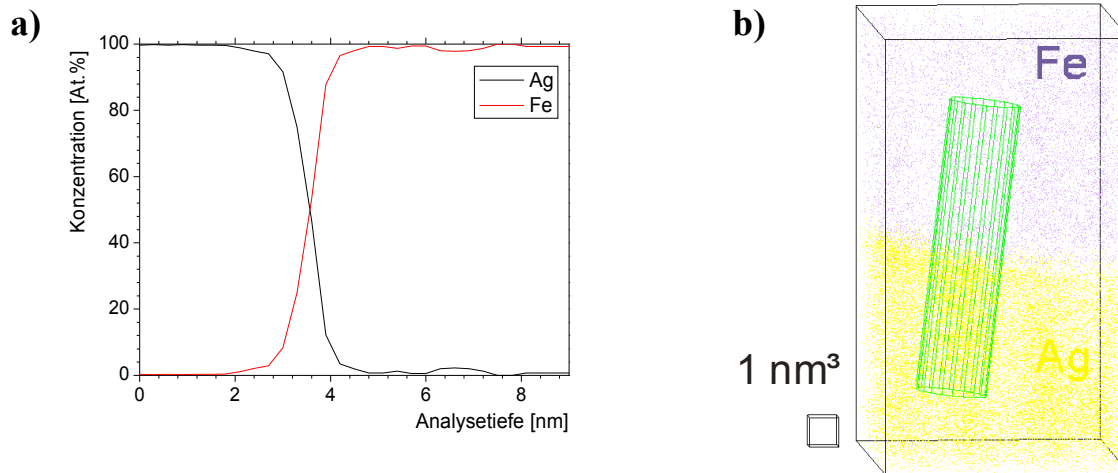 a)
Konzentration [At.%]
100
80
60
40
20
0
Ag
Fe
0 2 4 6 8
Analysetiefe [nm]
b)
Fe
Ag
1 nm³